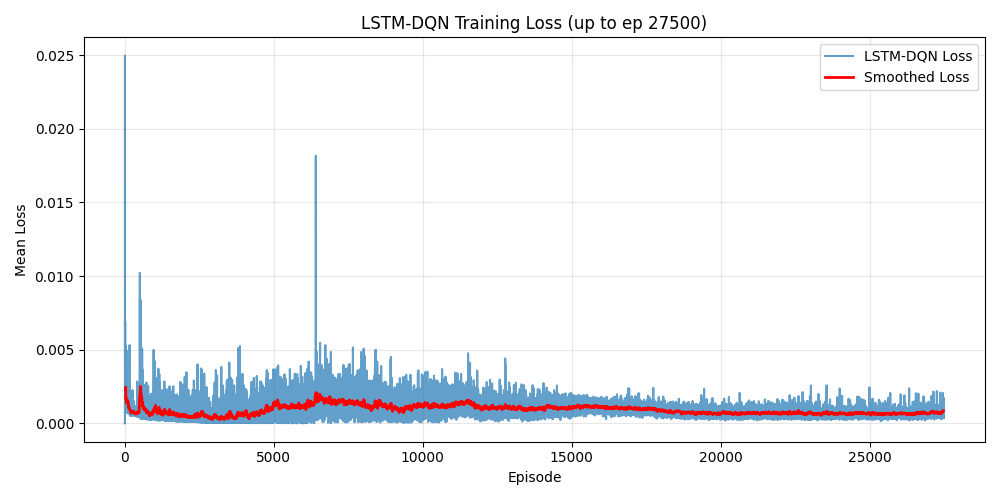 LSTM-DQN Training Loss (up to ep 27500)
LSTM-DQN Loss
Smoothed Loss
Mean Loss
0.025
0.020
0.015
0.010
0.005
0.000
0 5000 10000 15000 20000 25000
Episode